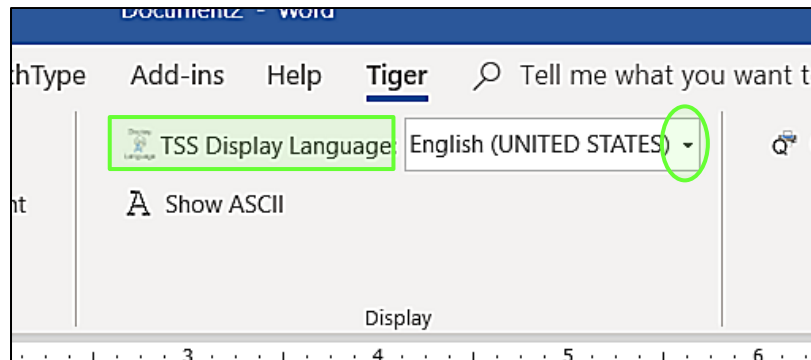 Document2 - Word
thType Add-ins Help Tiger Tell me what you want t
TSS Display Language: English (UNITED STATES)
nt A Show ASCII
Display
3 4 5 6